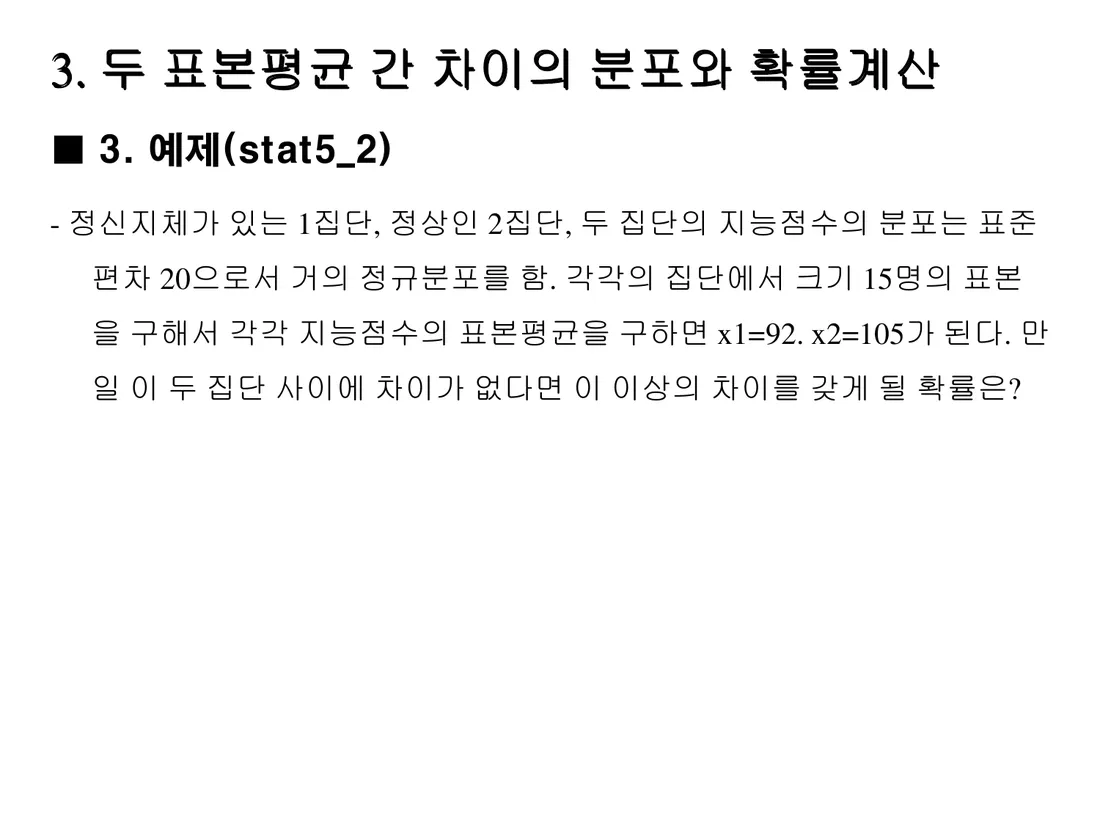 3. 두 표본평균 간 차이의 분포와 확률계산
■ 3. 예제(stat5_2)
- 정신지체가 있는 1집단, 정상인 2집단, 두 집단의 지능점수의 분포는 표준
편차 20으로서 거의 정규분포를 함. 각각의 집단에서 크기 15명의 표본
을 구해서 각각 지능점수의 표본평균을 구하면 x1=92. x2=105가 된다. 만
일 이 두 집단 사이에 차이가 없다면 이 이상의 차이를 갖게 될 확률은?